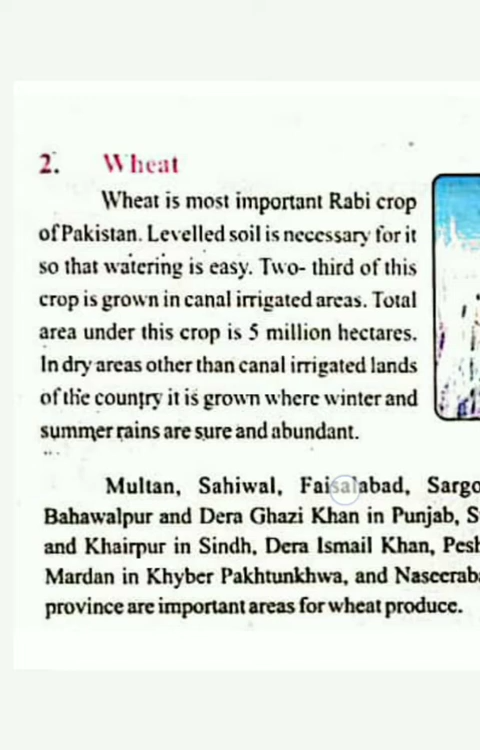 2. Wheat
Wheat is most important Rabi crop
of Pakistan. Levelled soil is necessary for it
so that watering is easy. Two- third of this
crop is grown in canal irrigated areas. Total
area under this crop is 5 million hectares.
In dry areas other than canal irrigated lands
of the country it is grown where winter and
summer rains are sure and abundant.
Multan, Sahiwal, Faisalabad,
Bahawalpur and Dera Ghazi Khan in Punjab,
and Khairpur in Sindh, Dera Ismail Khan,
Mardan in Khyber Pakhtunkhwa, and
province are important areas for wheat produce.